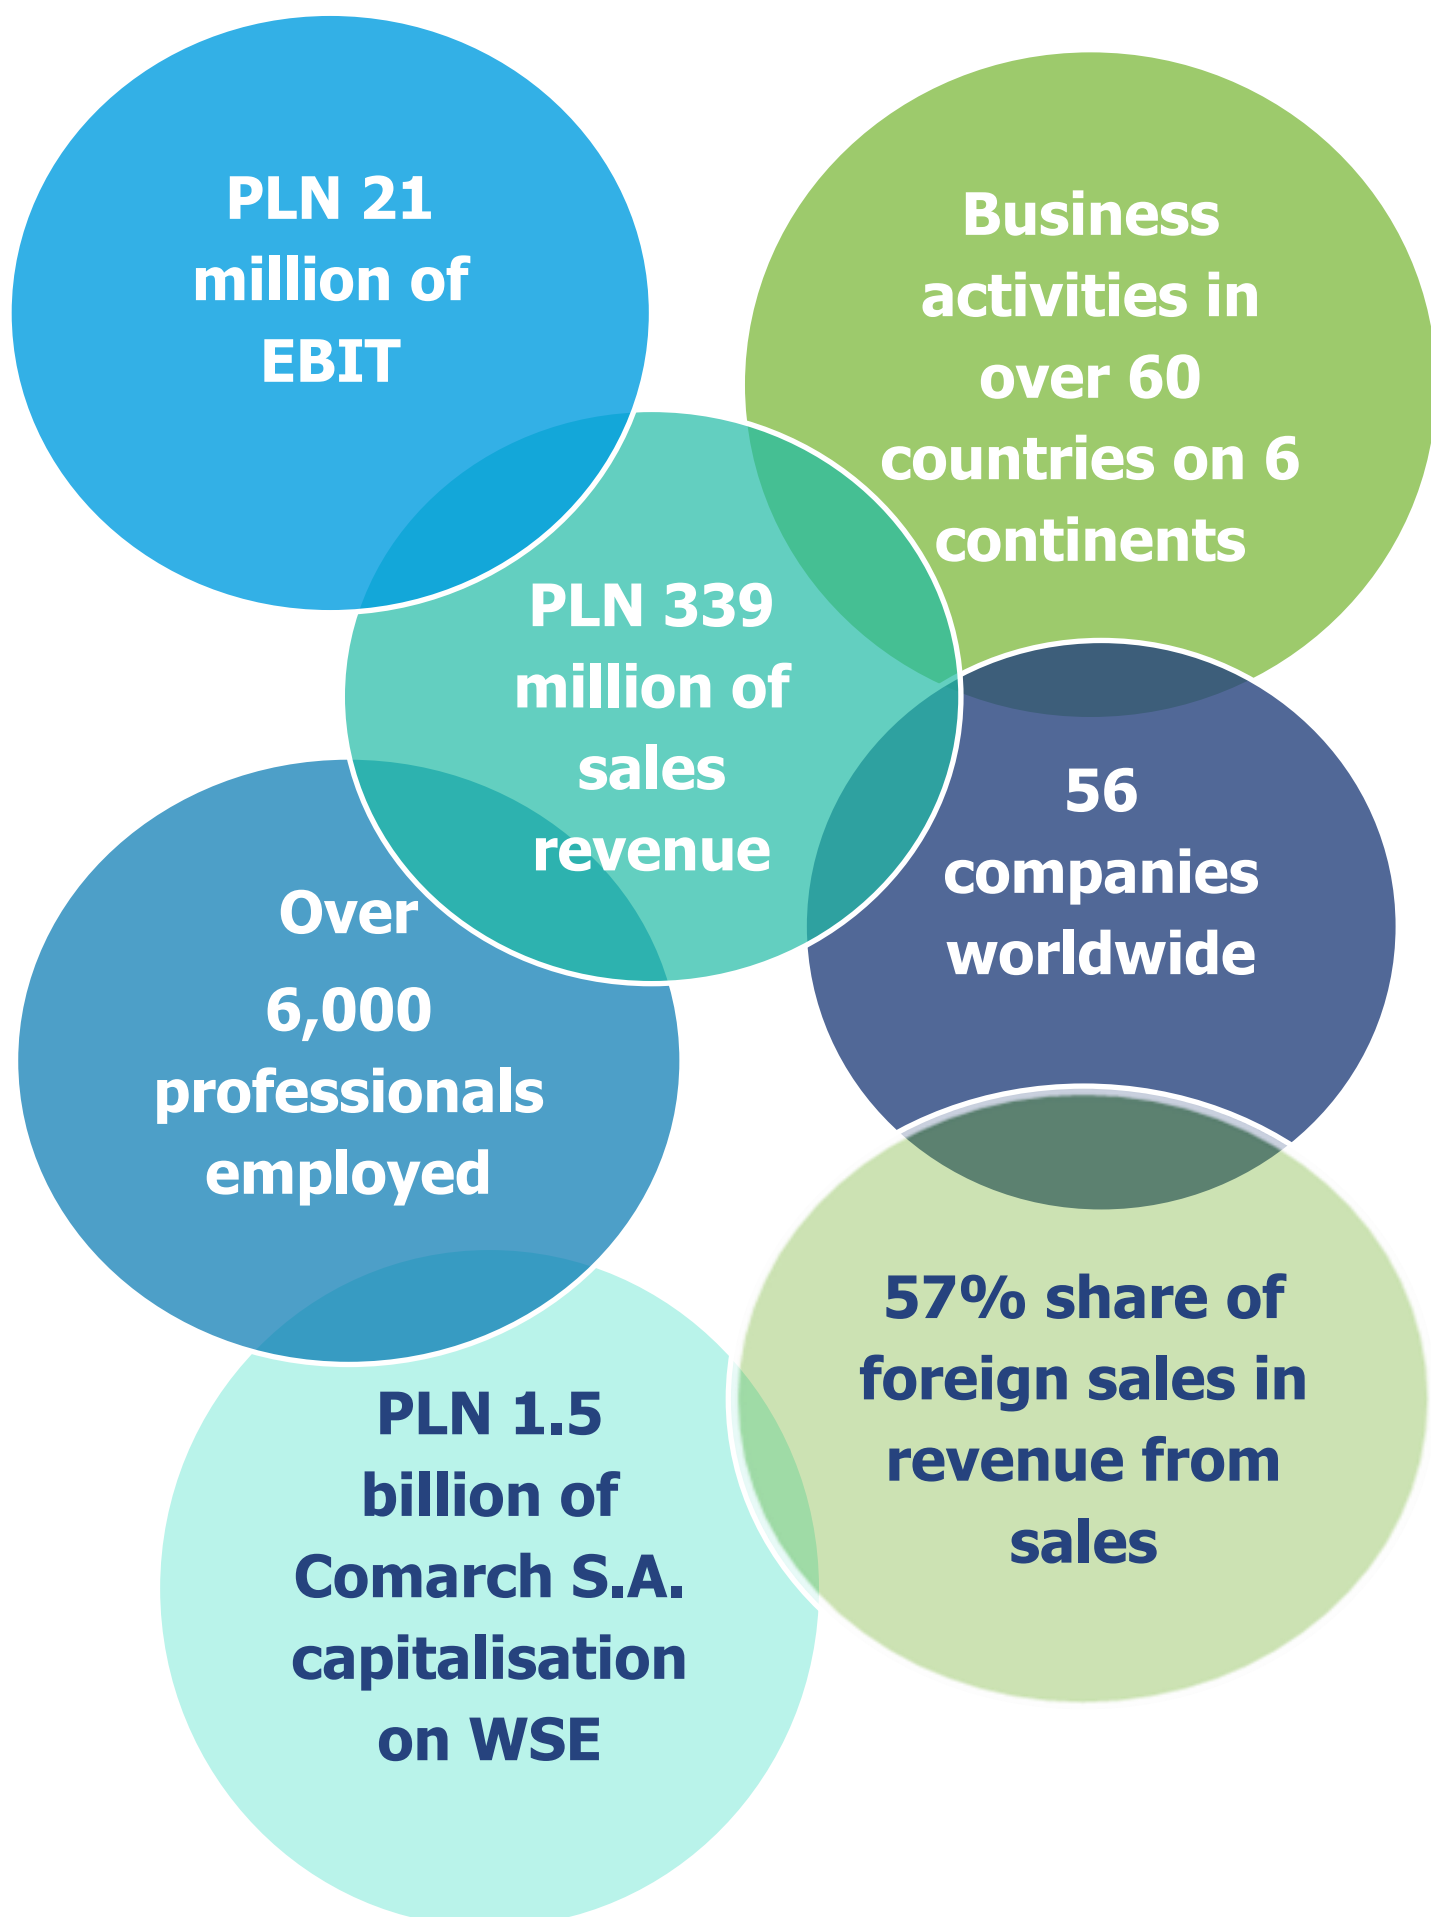 PLN 21
million of
EBIT
Business
activities in
over 60
countries on 6
continents
PLN 339
million of
sales
revenue
56
companies
worldwide
Over
6,000
professionals
employed
57% share of
foreign sales in
revenue from
sales
PLN 1.5
billion of
Comarch S.A.
capitalisation
on WSE